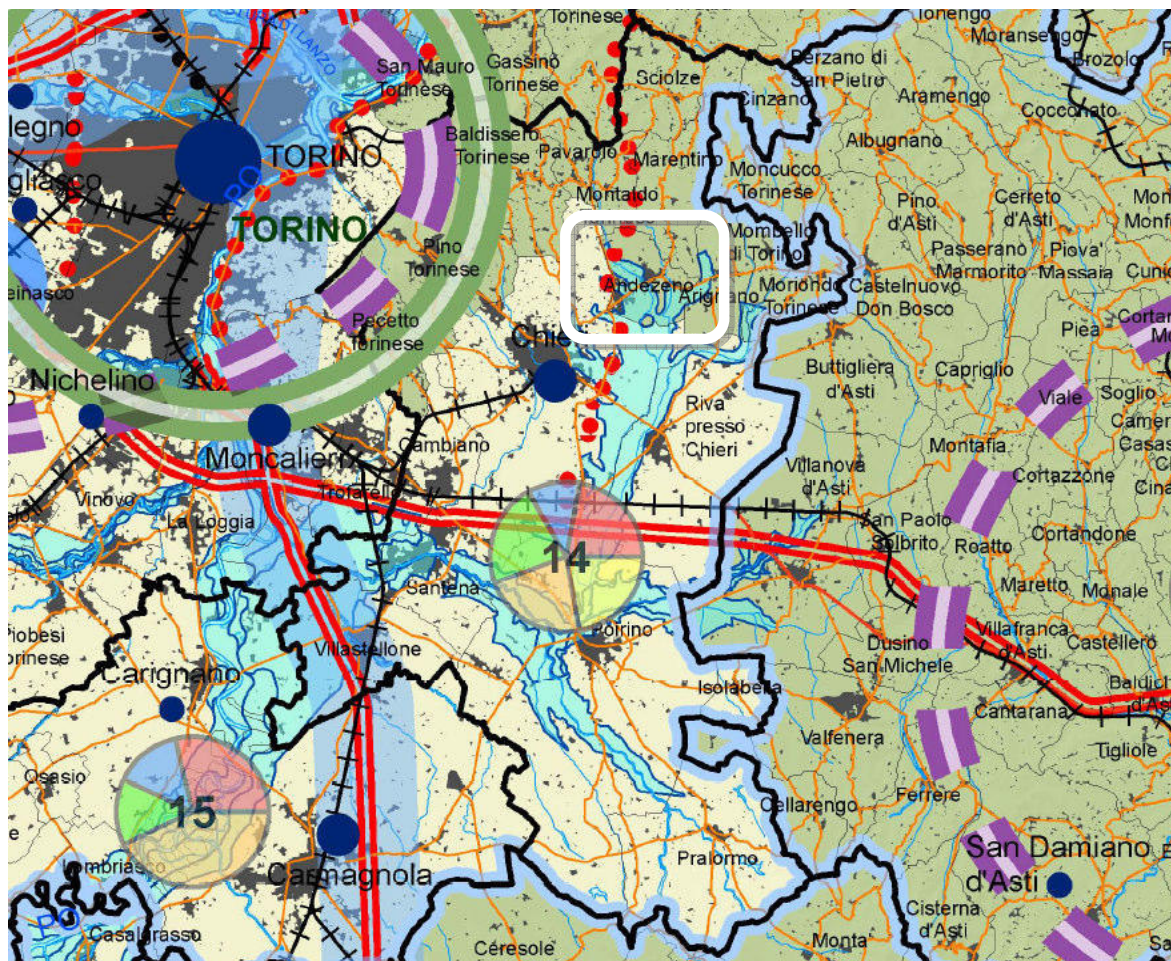 Torinese
Tonengo
Moransengo
Brozolo
San Mauro
Torinese
Gassino
Torinese
Sciolze
Berzano di
San Pietro
Cinzano
Aramengo
Cocconato
Albugnano
TORINO
TORINO
PO
Baldissero
Torinese
Pavarolo
Marentino
Montaldo
Moncucco
Torinese
Pino
d'Asti
Cerreto
d'Asti
Pino
Torinese
Mombello
di Torino
Passerano
Marmorito
Piova'
Massaia
Andezeno
Arignano
Moriondo
Torinese
Castelnuovo
Don Bosco
Pecetto
Torinese
Chieri
Piea
Nichelino
Buttigliera
d'Asti
Capriglio
Viale
Soglio
Riva
presso
Chieri
Cambiano
Montafia
Moncalieri
Villanova
d'Asti
Cortazzone
Vinovo
Trofarello
La Loggia
San Paolo
Solbrito
Roatto
Cortandone
14
Santena
Maretto
Monale
Poirino
Dusino
San Michele
Villafranca
d'Asti
Castellero
Villastellone
Carignano
Isolabella
Cantarana
Valfenera
Tigliole
Osasio
15
Cellarengo
Ferrere
Lombriasco
Carmagnola
Pralormo
San Damiano
d'Asti
PO
Casalgrasso
Céresole
Monta
Cisterna
d'Asti